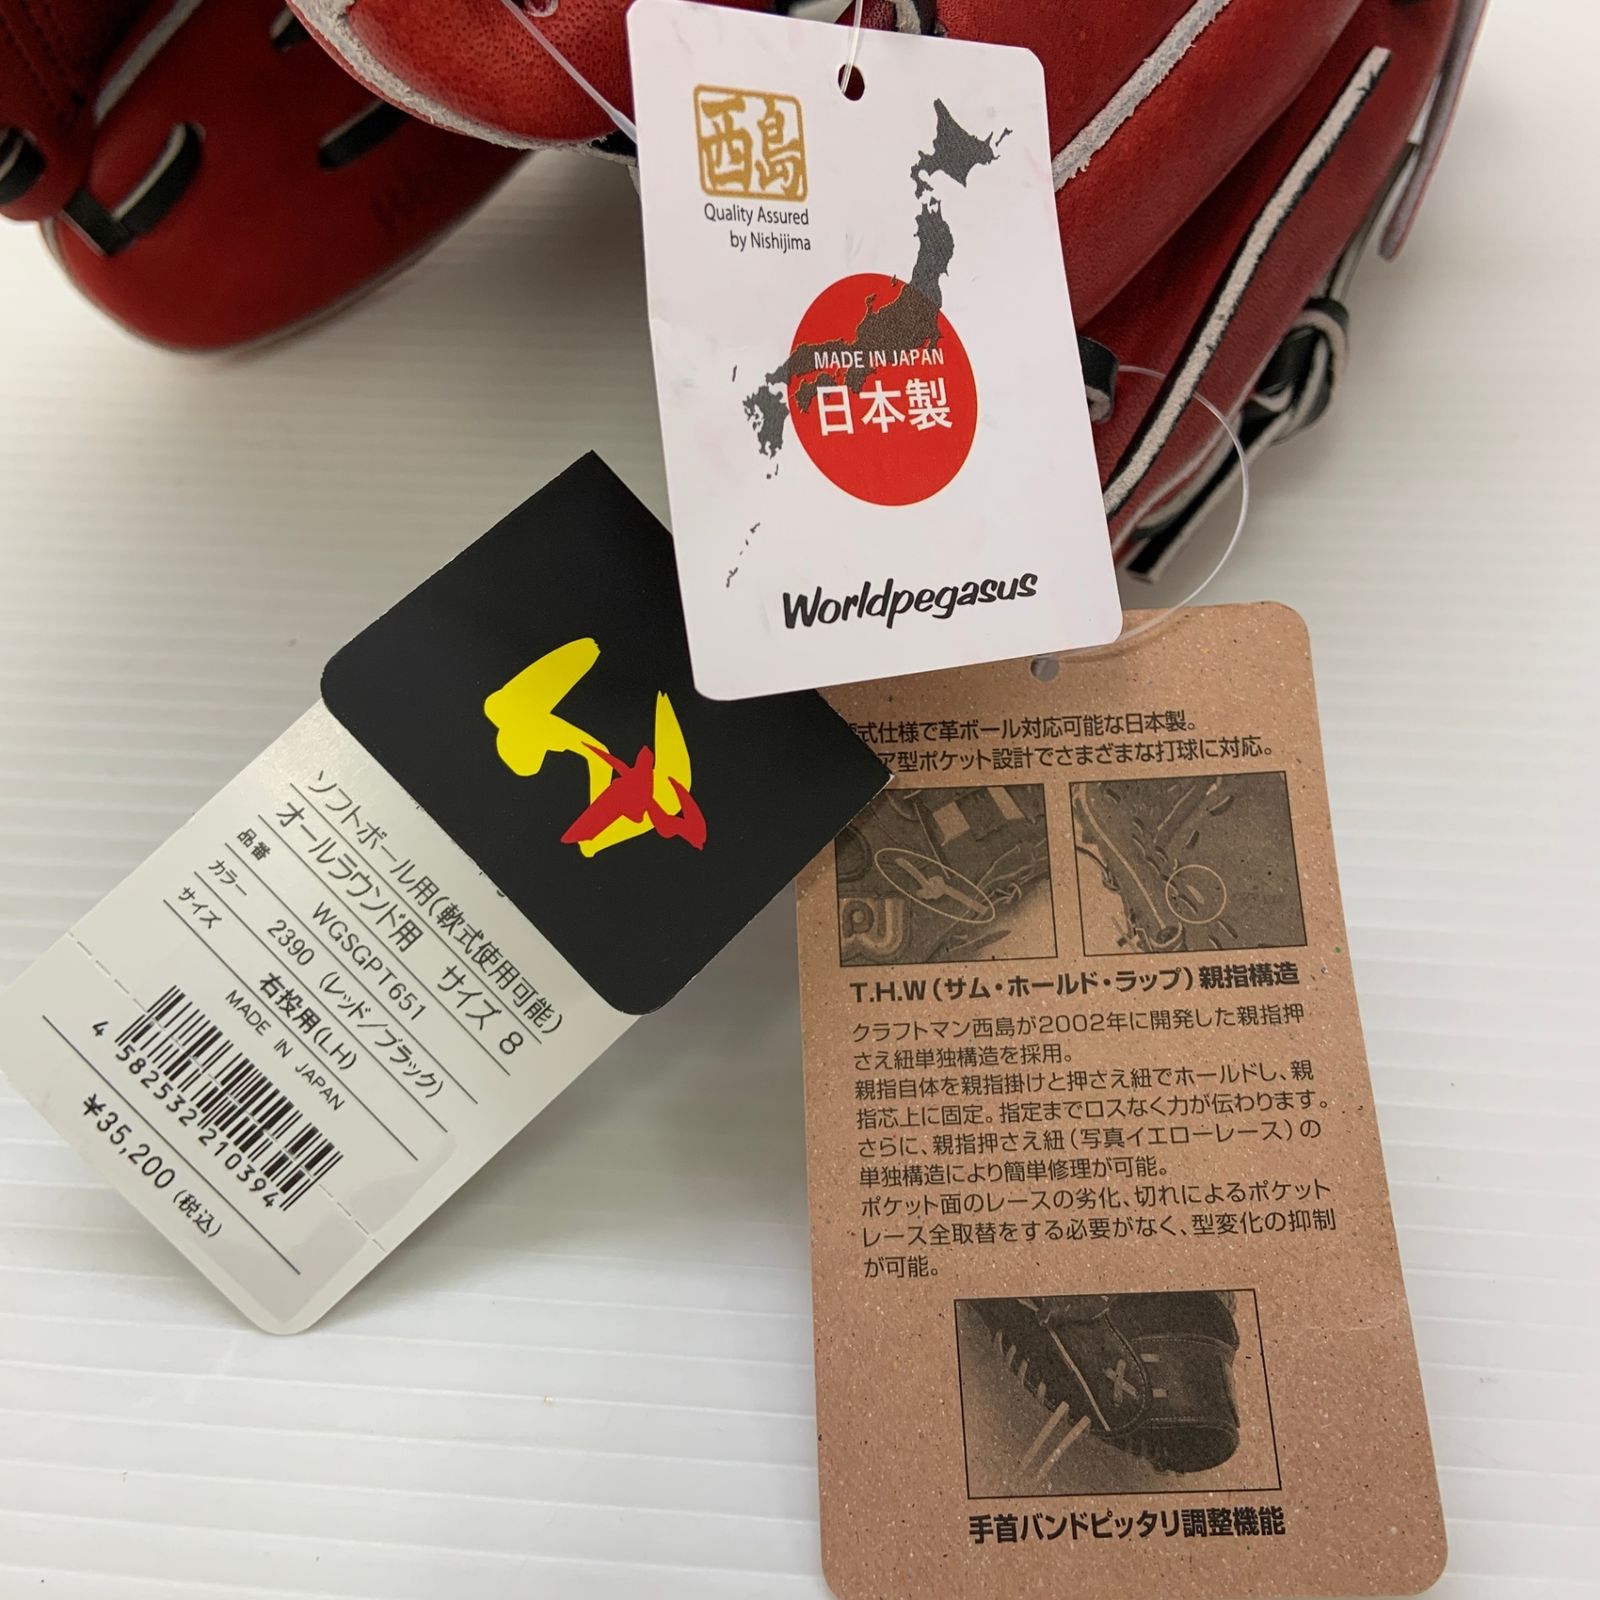 西島
Quality Assured
by Nishijima
MADE IN JAPAN
日本製
Worldpegasus
ソフトボール用(軟式使用可能)
オールラウンド用 サイズ 8
品番 WGSGPT651
カラー 2390 (レッド/ブラック)
サイズ 右投用(LH)
MADE IN JAPAN
4 582532 210394
¥35,200 (税込)
式仕様で革ボール対応可能な日本製。
ア型ポケット設計でさまざまな打球に対応。
T.H.W(サム・ホールド・ラップ)親指構造
クラフトマン西島が2002年に開発した親指押
さえ紐単独構造を採用。
親指自体を親指掛けと押さえ紐でホールドし、親
指芯上に固定。指定までロスなく力が伝わります。
さらに、親指押さえ紐(写真イエローレース)の
単独構造により簡単修理が可能。
ポケット面のレースの劣化、切れによるポケット
レース全取替をする必要がなく、型変化の抑制
が可能。
手首バンドピッタリ調整機能